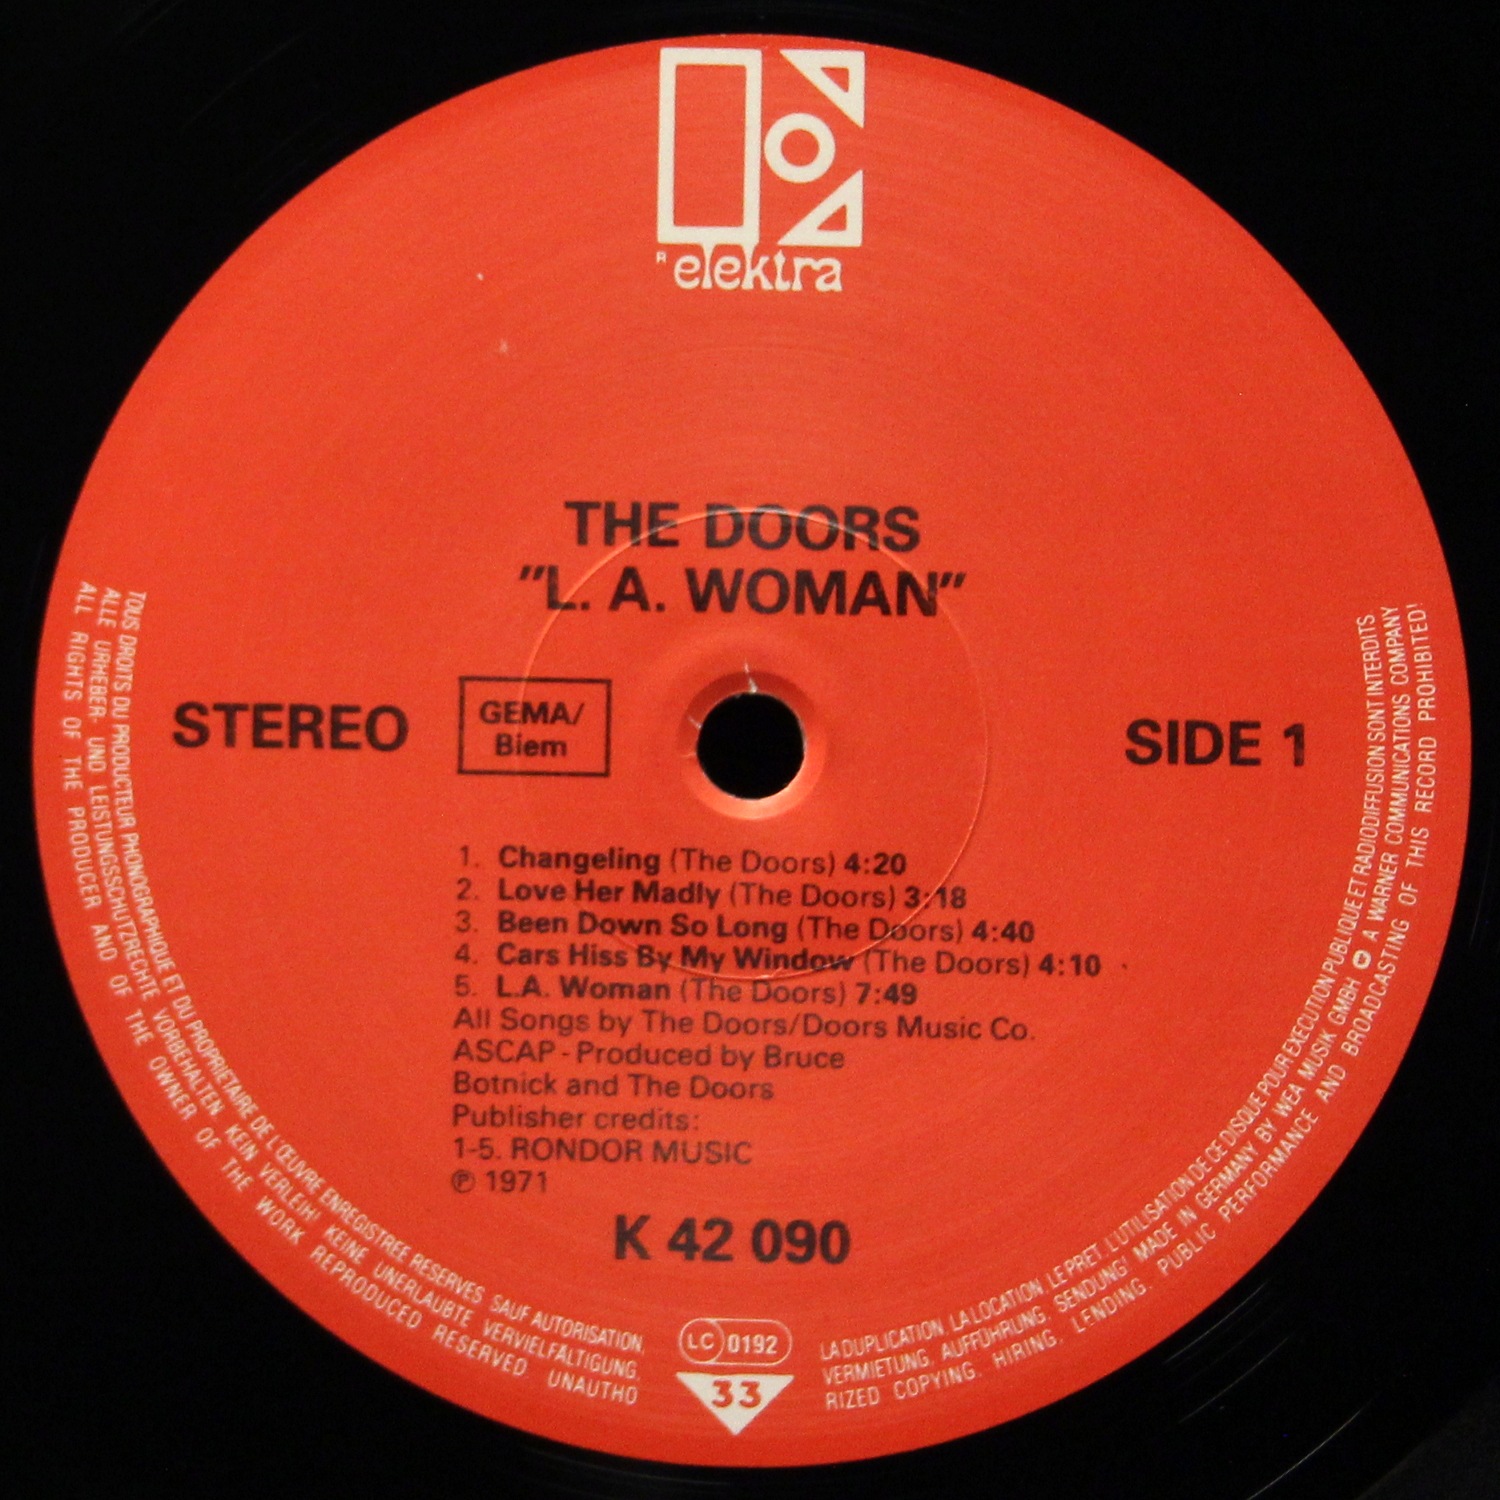 R elektra
THE DOORS
"L. A. WOMAN"
STEREO
GEMA/
Biem
SIDE 1
1. Changeling (The Doors) 4:20
2. Love Her Madly (The Doors) 3:18
3. Been Down So Long (The Doors) 4:40
4. Cars Hiss By My Window (The Doors) 4:10
5. L.A. Woman (The Doors) 7:49
All Songs by The Doors/Doors Music Co.
ASCAP - Produced by Bruce
Botnick and The Doors
Publisher credits:
1-5. RONDOR MUSIC
℗ 1971
K 42 090
LC 0192
33
TOUS DROITS DU PRODUCTEUR PHONOGRAPHIQUE ET DU PROPRIETAIRE DE L'ŒUVRE ENREGISTREE RESERVES SAUF AUTORISATION,
LA DUPLICATION, LA LOCATION, LE PRET, L'UTILISATION DE CE DISQUE POUR EXECUTION PUBLIQUE ET RADIODIFFUSION SONT INTERDITS.
ALLE URHEBER- UND LEISTUNGSSCHUTZRECHTE VORBEHALTEN. KEIN VERLEIH! KEINE UNERLAUBTE VERVIELFÄLTIGUNG,
VERMIETUNG, AUFFÜHRUNG, SENDUNG! MADE IN GERMANY BY WEA MUSIK GMBH A WARNER COMMUNICATIONS COMPANY
ALL RIGHTS OF THE PRODUCER AND OF THE OWNER OF THE WORK REPRODUCED RESERVED UNAUTHO
RIZED COPYING, HIRING, LENDING, PUBLIC PERFORMANCE AND BROADCASTING OF THIS RECORD PROHIBITED!